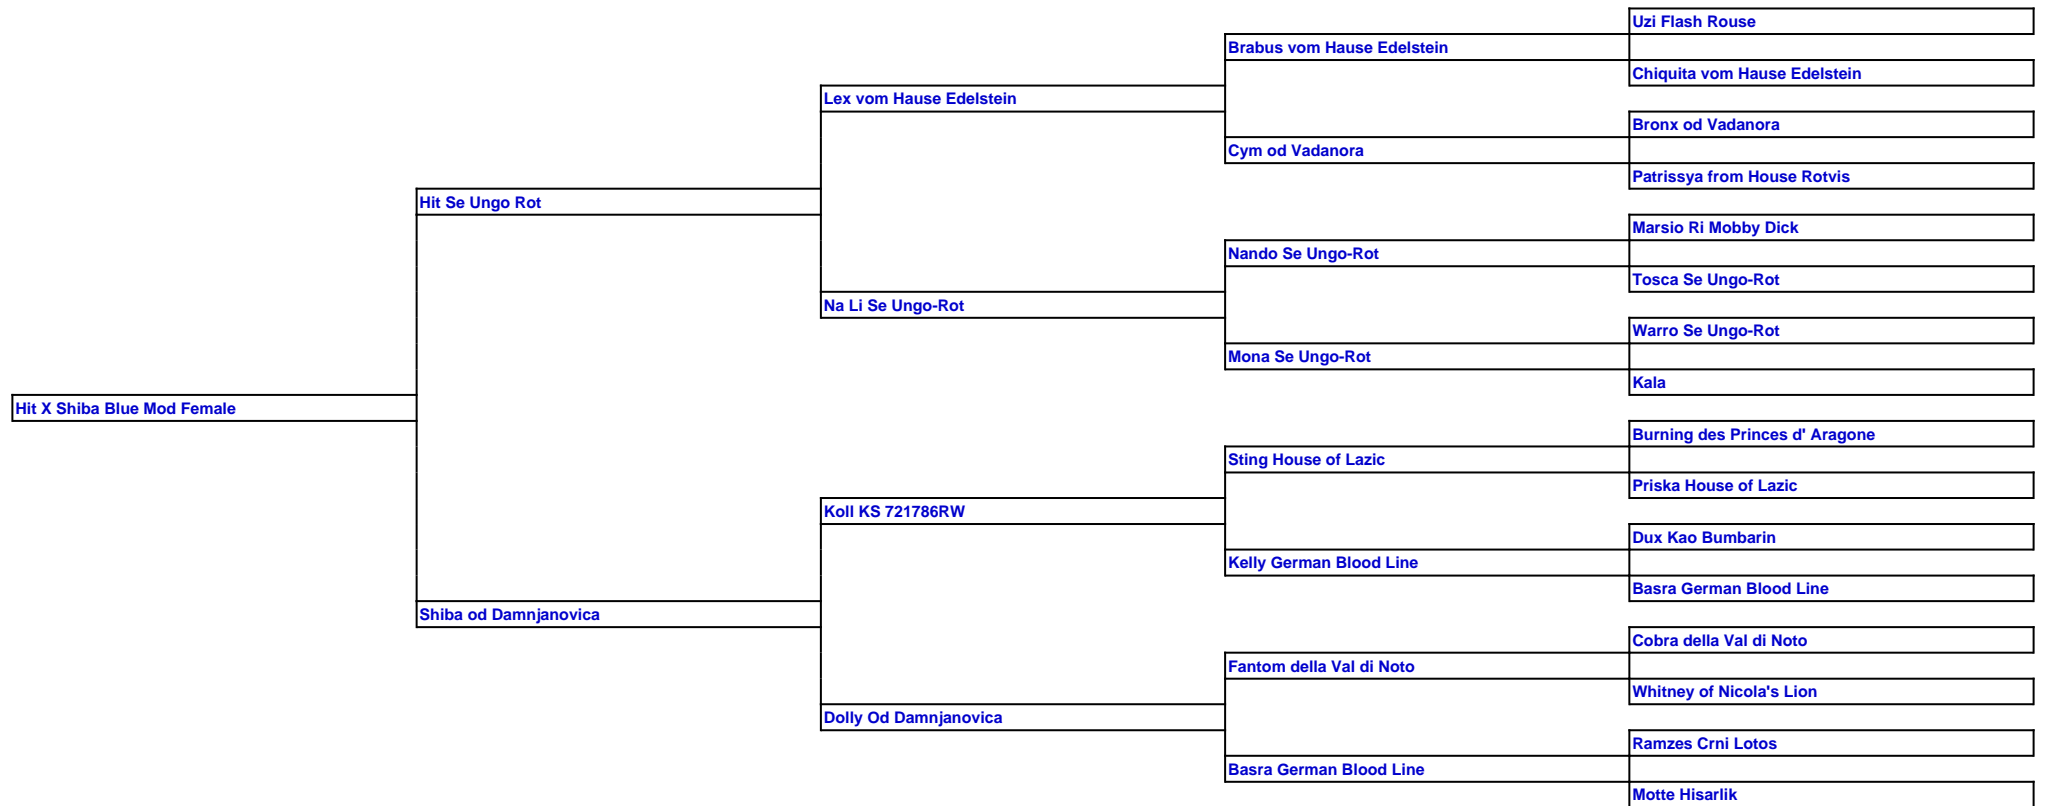 Uzi Flash Rouse
Brabus vom Hause Edelstein
Chiquita vom Hause Edelstein
Lex vom Hause Edelstein
Bronx od Vadanora
Cym od Vadanora
Patrissya from House Rotvis
Hit Se Ungo Rot
Marsio Ri Mobby Dick
Nando Se Ungo-Rot
Tosca Se Ungo-Rot
Na Li Se Ungo-Rot
Warro Se Ungo-Rot
Mona Se Ungo-Rot
Kala
Hit X Shiba Blue Mod Female
Burning des Princes d' Aragone
Sting House of Lazic
Priska House of Lazic
Koll KS 721786RW
Dux Kao Bumbarin
Kelly German Blood Line
Basra German Blood Line
Shiba od Damnjanovica
Cobra della Val di Noto
Fantom della Val di Noto
Whitney of Nicola's Lion
Dolly Od Damnjanovica
Ramzes Crni Lotos
Basra German Blood Line
Motte Hisarlik